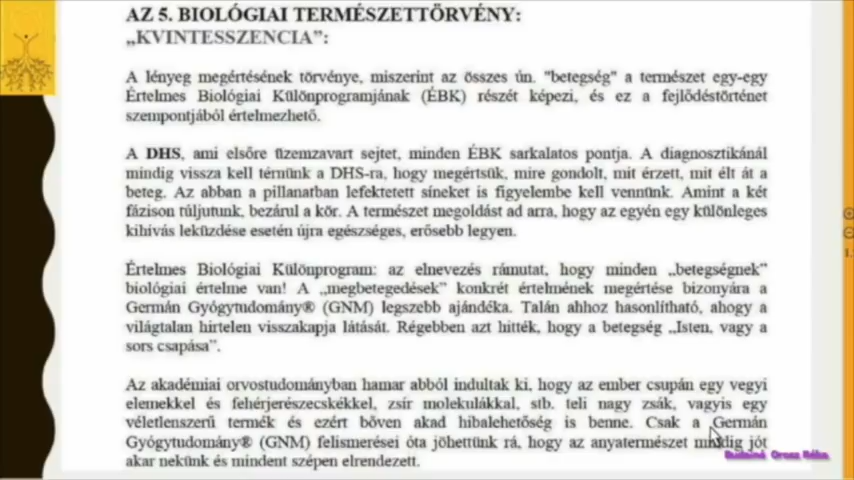 AZ 5. BIOLÓGIAI TERMÉSZETTÖRVÉNY:
„KVINTESSZENCIA”:
A lényeg megértésének törvénye, miszerint az összes ún. "betegség" a természet egy-egy
Értelmes Biológiai Különprogramjának (ÉBK) részét képezi, és ez a fejlődéstörténet
szempontjából értelmezhető.
A DHS, ami elsőre üzemzavart sejtet, minden ÉBK sarkalatos pontja. A diagnosztikánál
mindig vissza kell térnünk a DHS-ra, hogy megértsük, mire gondolt, mit érzett, mit élt át a
beteg. Az abban a pillanatban lefektetett síneket is figyelembe kell vennünk. Amint a két
fázison túljutunk, bezárul a kör. A természet megoldást ad arra, hogy az egyén egy különleges
kihívás leküzdése esetén újra egészséges, erősebb legyen.
Értelmes Biológiai Különprogram: az elnevezés rámutat, hogy minden „betegségnek”
biológiai értelme van! A „megbetegedések” konkrét értelmének megértése bizonyára a
Germán Gyógytudomány® (GNM) legszebb ajándéka. Talán ahhoz hasonlítható, ahogy a
világtalan hirtelen visszakapja látását. Régebben azt hitték, hogy a betegség „Isten, vagy a
sors csapása”.
Az akadémiai orvostudományban hamar abból indultak ki, hogy az ember csupán egy vegyi
elemekkel és fehérjerészecskékkel, zsír molekulákkal, stb. teli nagy zsák, vagyis egy
véletlenszerű termék és ezért bőven akad hibalehetőség is benne. Csak a Germán
Gyógytudomány® (GNM) felismerései óta jöhettünk rá, hogy az anyatermészet mindig jót
akar nekünk és mindent szépen elrendezett.
Budainé Orosz Réka
1.